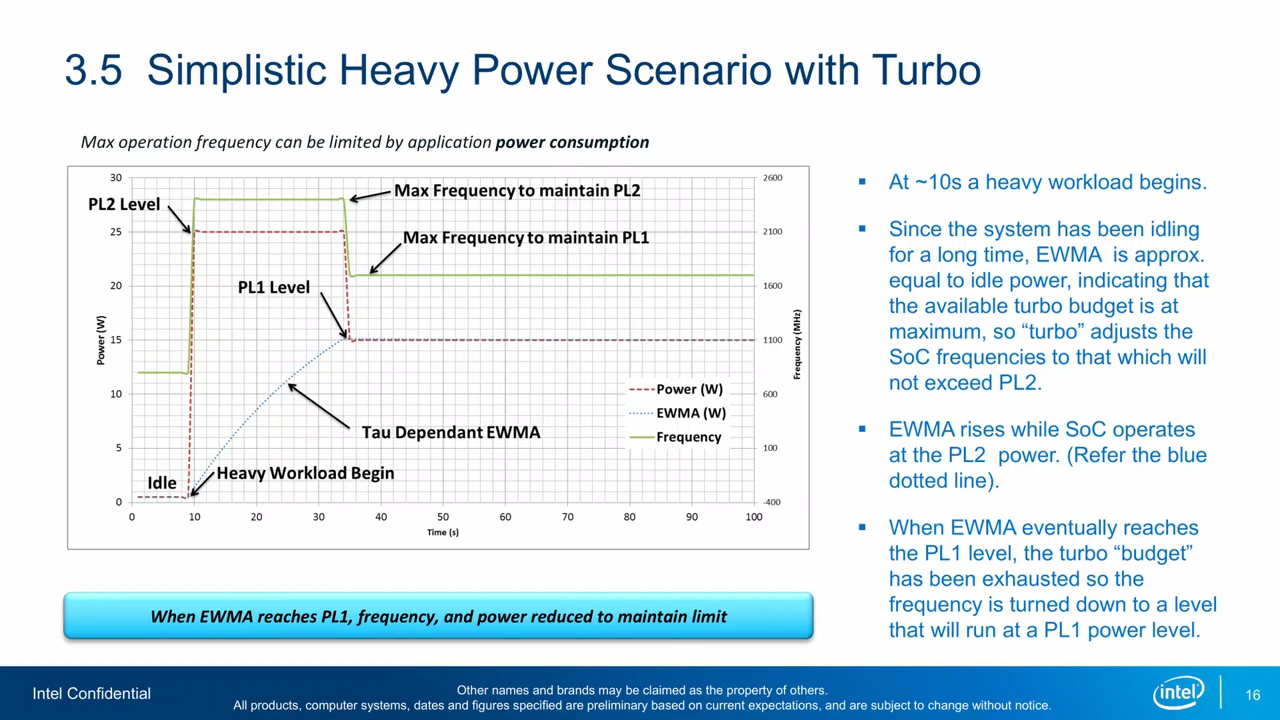 3.5 Simplistic Heavy Power Scenario with Turbo
Max operation frequency can be limited by application power consumption
30
25
20
15
10
5
0
Power (W)
PL2 Level
Max Frequency to maintain PL2
Max Frequency to maintain PL1
PL1 Level
Tau Dependant EWMA
Heavy Workload Begin
Idle
Power (W)
EWMA (W)
Frequency
2600
2100
1600
1100
600
100
-400
Frequency (MHz)
0 10 20 30 40 50 60 70 80 90 100
Time (s)
When EWMA reaches PL1, frequency, and power reduced to maintain limit
▪ At ~10s a heavy workload begins.
▪ Since the system has been idling
for a long time, EWMA is approx.
equal to idle power, indicating that
the available turbo budget is at
maximum, so “turbo” adjusts the
SoC frequencies to that which will
not exceed PL2.
▪ EWMA rises while SoC operates
at the PL2 power. (Refer the blue
dotted line).
▪ When EWMA eventually reaches
the PL1 level, the turbo “budget”
has been exhausted so the
frequency is turned down to a level
that will run at a PL1 power level.
Intel Confidential
Other names and brands may be claimed as the property of others.
All products, computer systems, dates and figures specified are preliminary based on current expectations, and are subject to change without notice.
intel
16